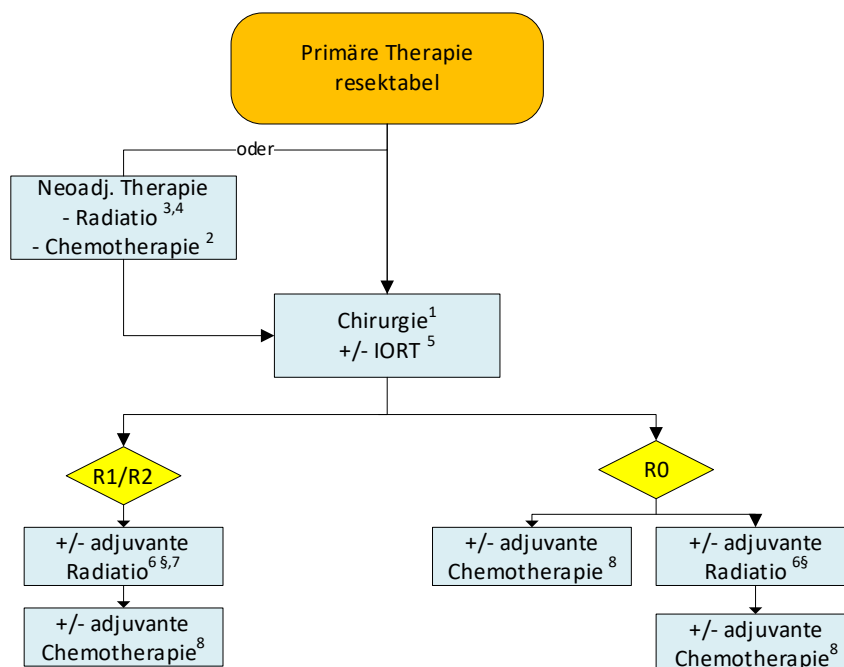 Primäre Therapie
resektabel
oder
Neoadj. Therapie
- Radiatio 3,4
- Chemotherapie 2
Chirurgie1
+/- IORT 5
R1/R2
R0
+/- adjuvante
Radiatio6 §,7
+/- adjuvante
Chemotherapie 8
+/- adjuvante
Radiatio 6§
+/- adjuvante
Chemotherapie8
+/- adjuvante
Chemotherapie8